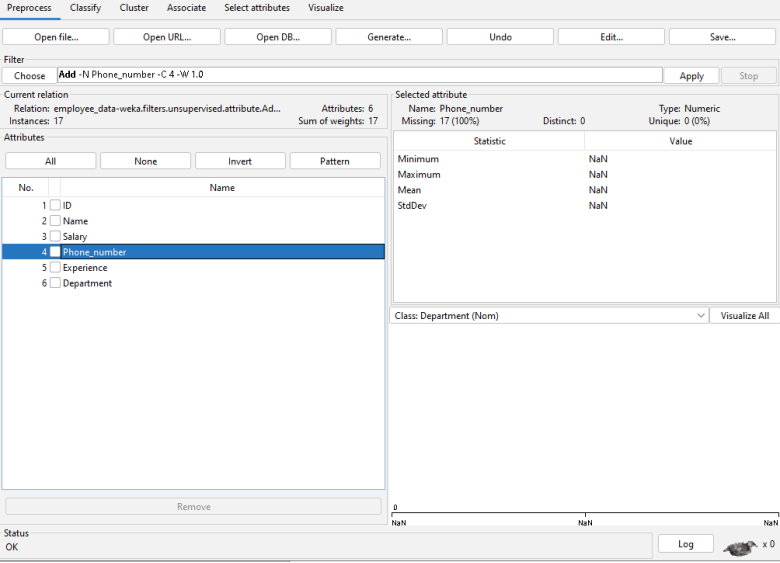 Preprocess Classify Cluster Associate Select attributes Visualize
Open file... Open URL... Open DB... Generate... Undo Edit... Save...
Filter
Choose Add -N Phone_number -C 4 -W 1.0 Apply Stop
Current relation
Relation: employee_data-weka.filters.unsupervised.attribute.Ad... Attributes: 6
Instances: 17 Sum of weights: 17
Attributes
All None Invert Pattern
No. Name
1 ID
2 Name
3 Salary
4 Phone_number
5 Experience
6 Department
Remove
Selected attribute
Name: Phone_number Type: Numeric
Missing: 17 (100%) Distinct: 0 Unique: 0 (0%)
Statistic Value
Minimum NaN
Maximum NaN
Mean NaN
StdDev NaN
Class: Department (Nom) Visualize All
0
NaN NaN NaN
Status
OK
Log x 0